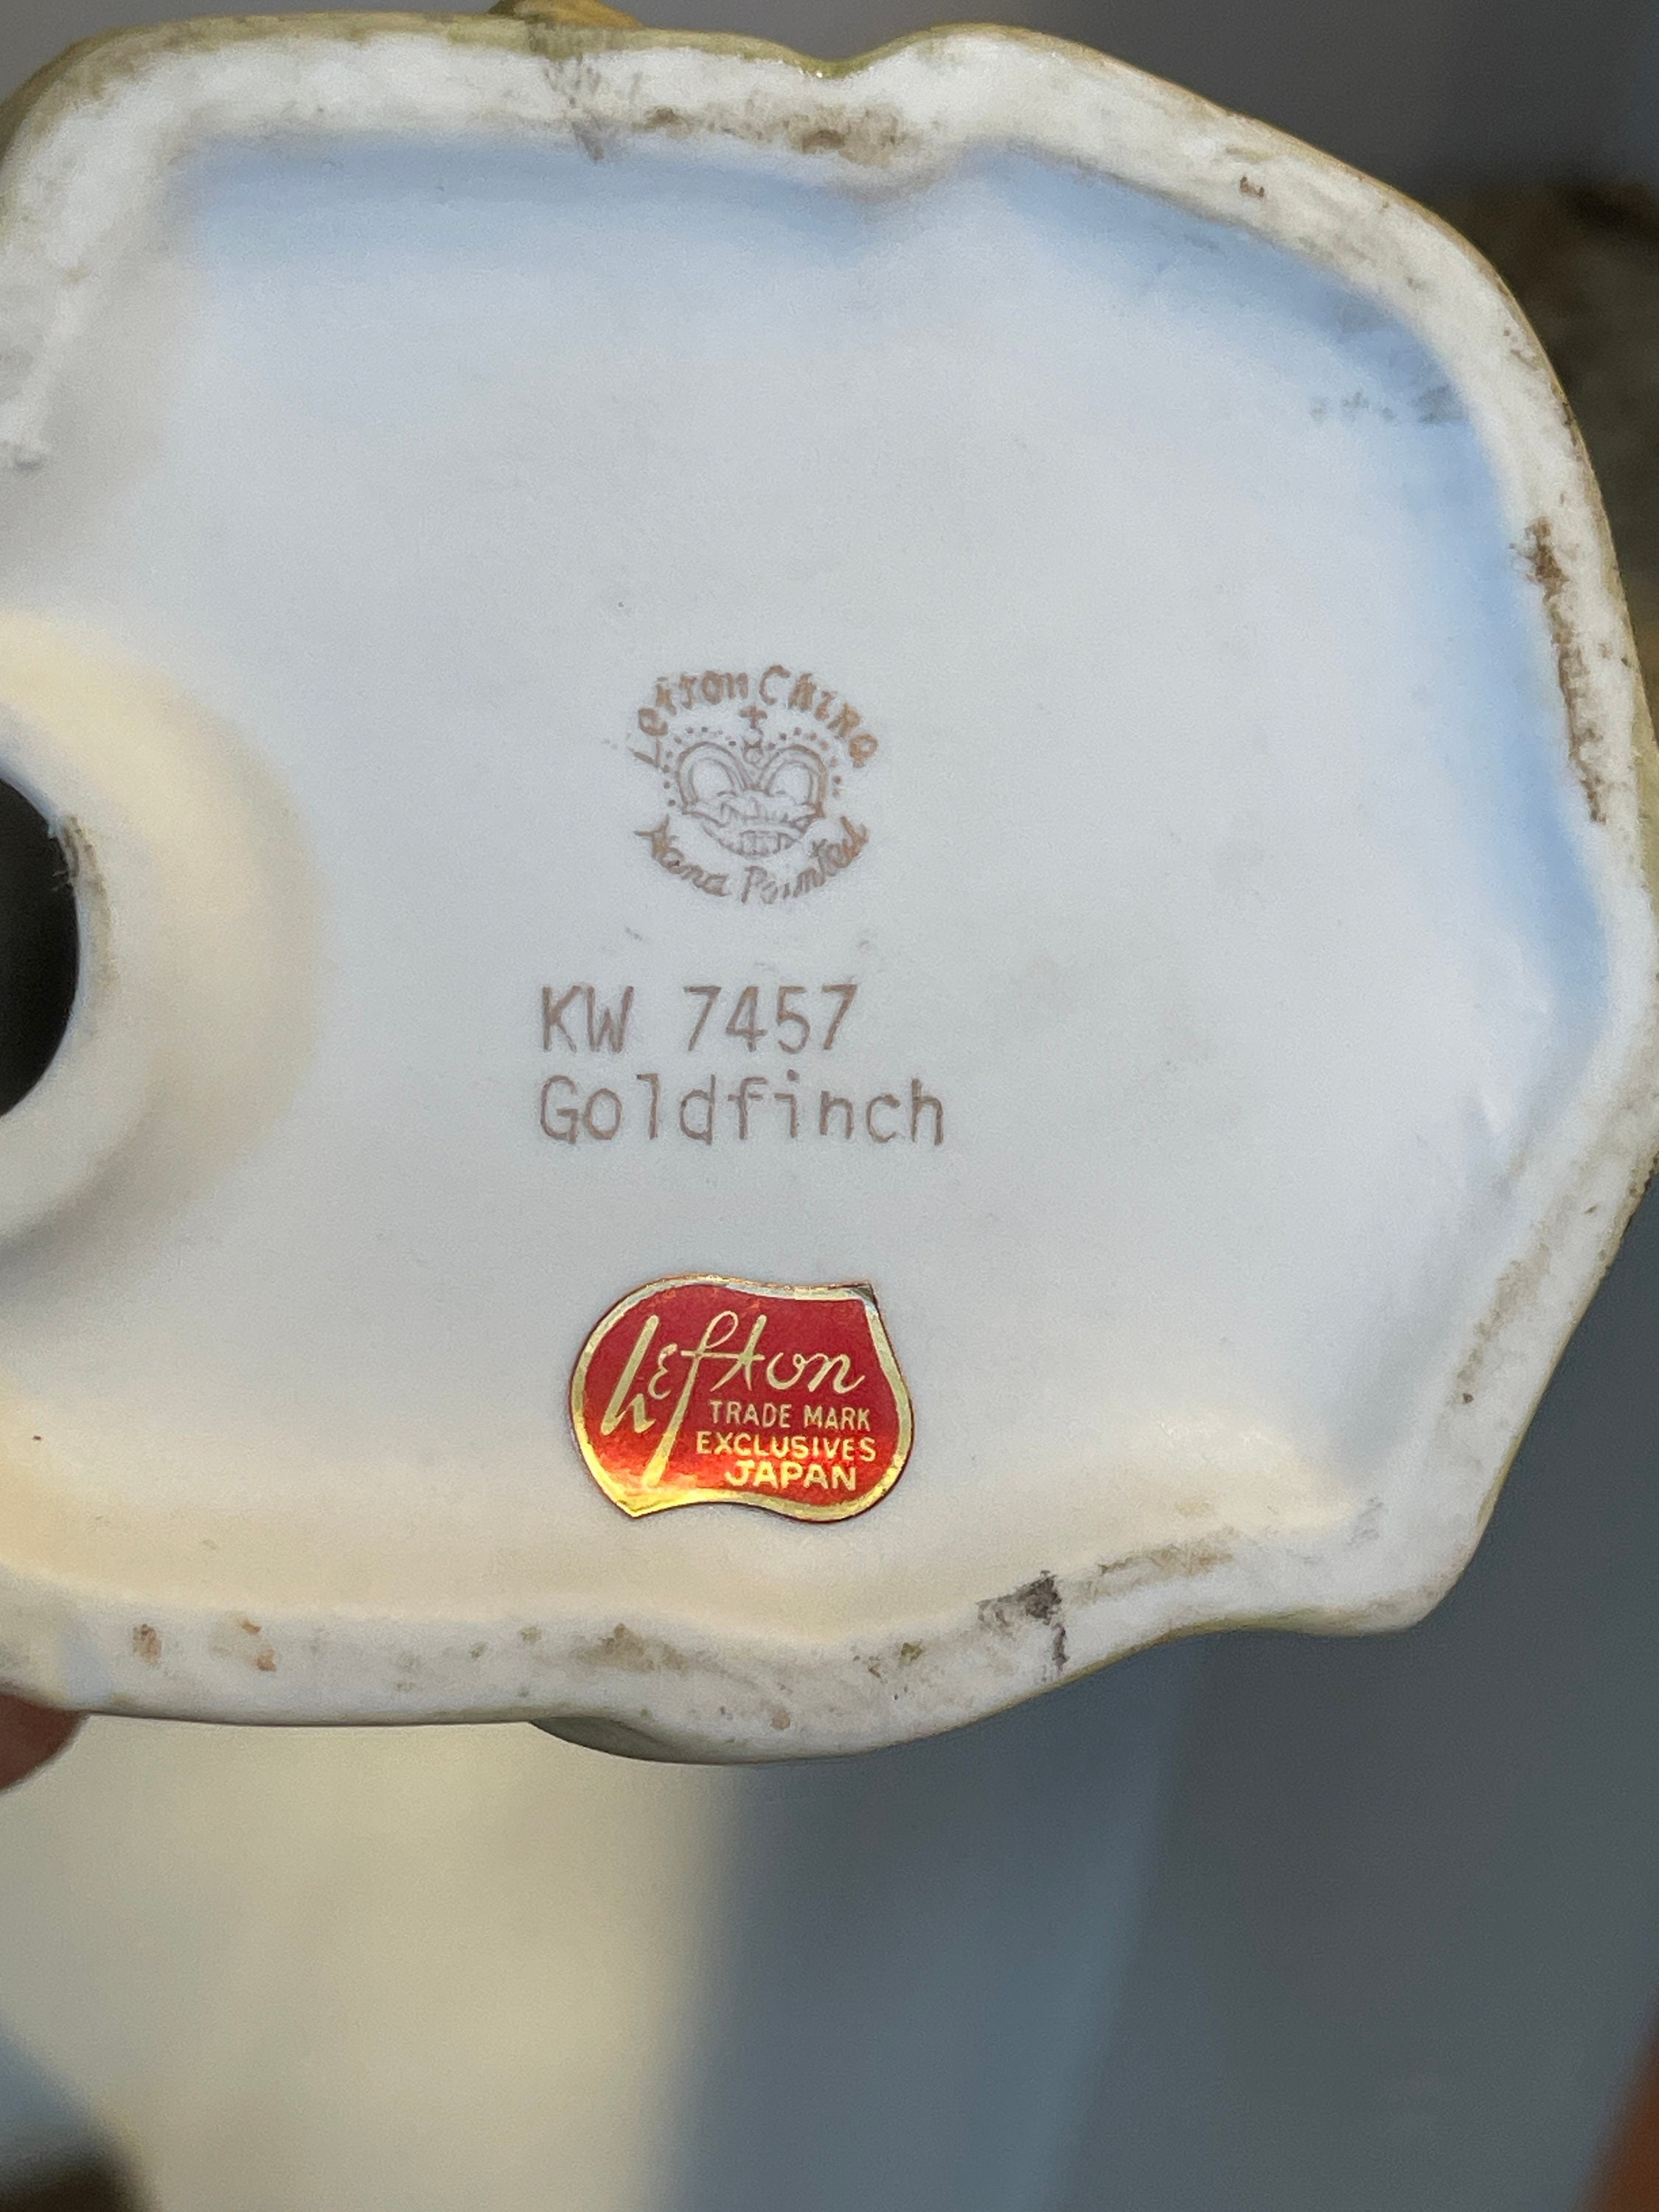 Lefton China
Hand Painted
KW 7457
Goldfinch
Lefton
TRADE MARK
EXCLUSIVES
JAPAN